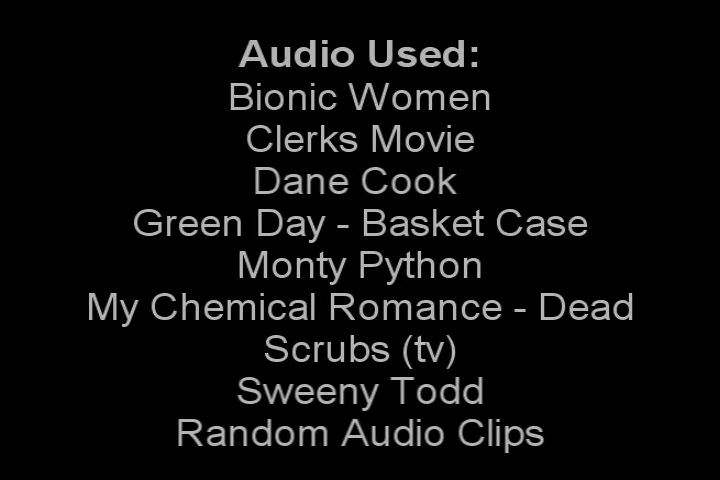 Audio Used:
Bionic Women
Clerks Movie
Dane Cook
Green Day - Basket Case
Monty Python
My Chemical Romance - Dead
Scrubs (tv)
Sweeny Todd
Random Audio Clips